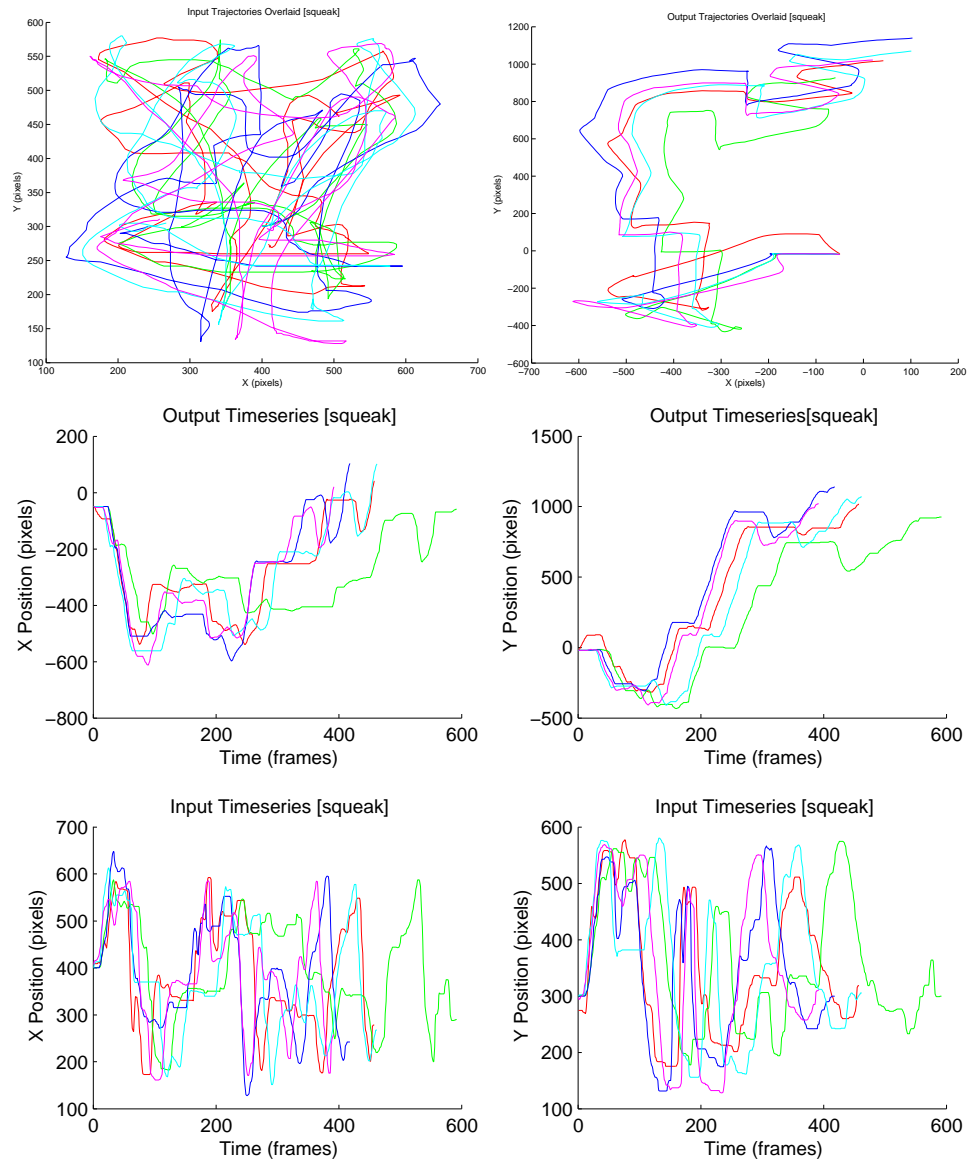 Input Trajectories Overlaid [squeak]
600
550
500
450
400
350
300
250
200
150
100
Y (pixels)
100 200 300 400 500 600 700
X (pixels)
Output Trajectories Overlaid [squeak]
1200
1000
800
600
400
200
0
−200
−400
−600
Y (pixels)
−700 −600 −500 −400 −300 −200 −100 0 100 200
X (pixels)
Output Timeseries [squeak]
200
0
−200
−400
−600
−800
X Position (pixels)
0 200 400 600
Time (frames)
Output Timeseries[squeak]
1500
1000
500
0
−500
Y Position (pixels)
0 200 400 600
Time (frames)
Input Timeseries [squeak]
700
600
500
400
300
200
100
X Position (pixels)
0 200 400 600
Time (frames)
Input Timeseries [squeak]
600
500
400
300
200
100
Y Position (pixels)
0 200 400 600
Time (frames)